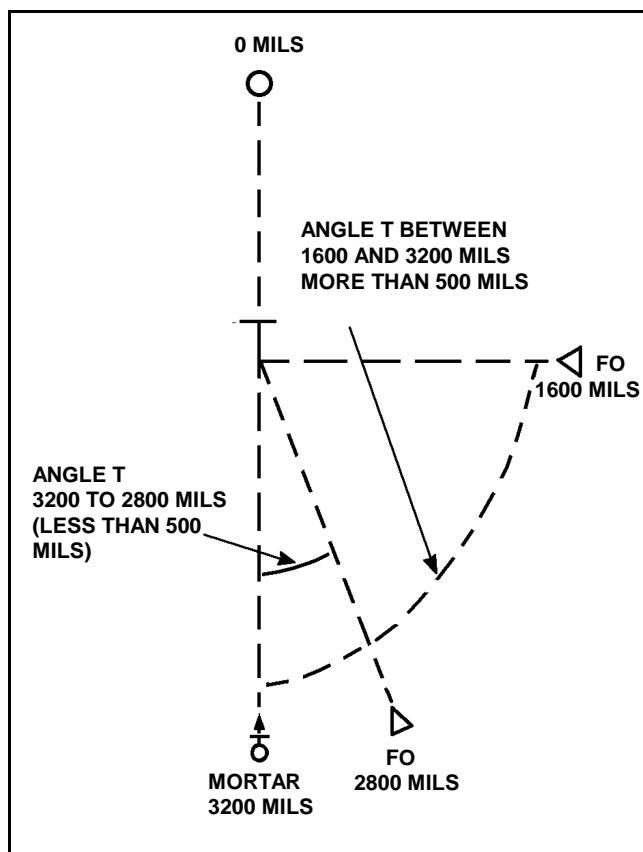 0 MILS
ANGLE T BETWEEN
1600 AND 3200 MILS
MORE THAN 500 MILS
FO
1600 MILS
ANGLE T
3200 TO 2800 MILS
(LESS THAN 500
MILS)
MORTAR
3200 MILS
FO
2800 MILS